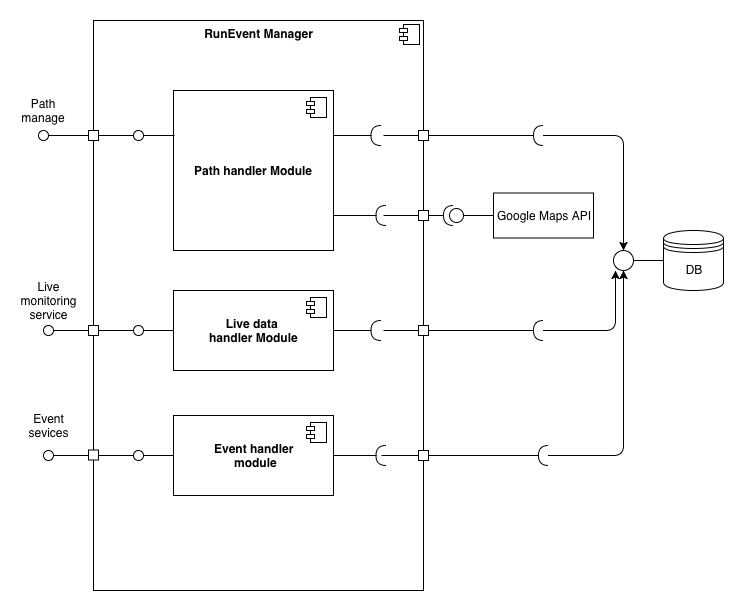 RunEvent Manager
Path
manage
Path handler Module
Google Maps API
DB
Live
monitoring
service
Live data
handler Module
Event
sevices
Event handler
module